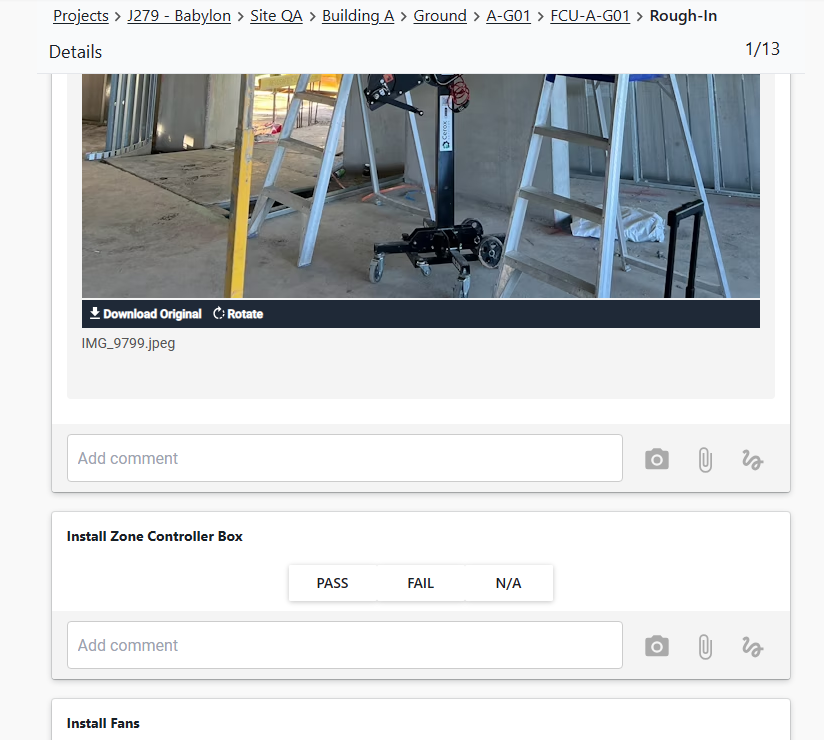 Projects > J279 - Babylon > Site QA > Building A > Ground > A-G01 > FCU-A-G01 > Rough-In
Details
1/13
Download Original Rotate
IMG_9799.jpeg
Add comment
Install Zone Controller Box
PASS FAIL N/A
Add comment
Install Fans